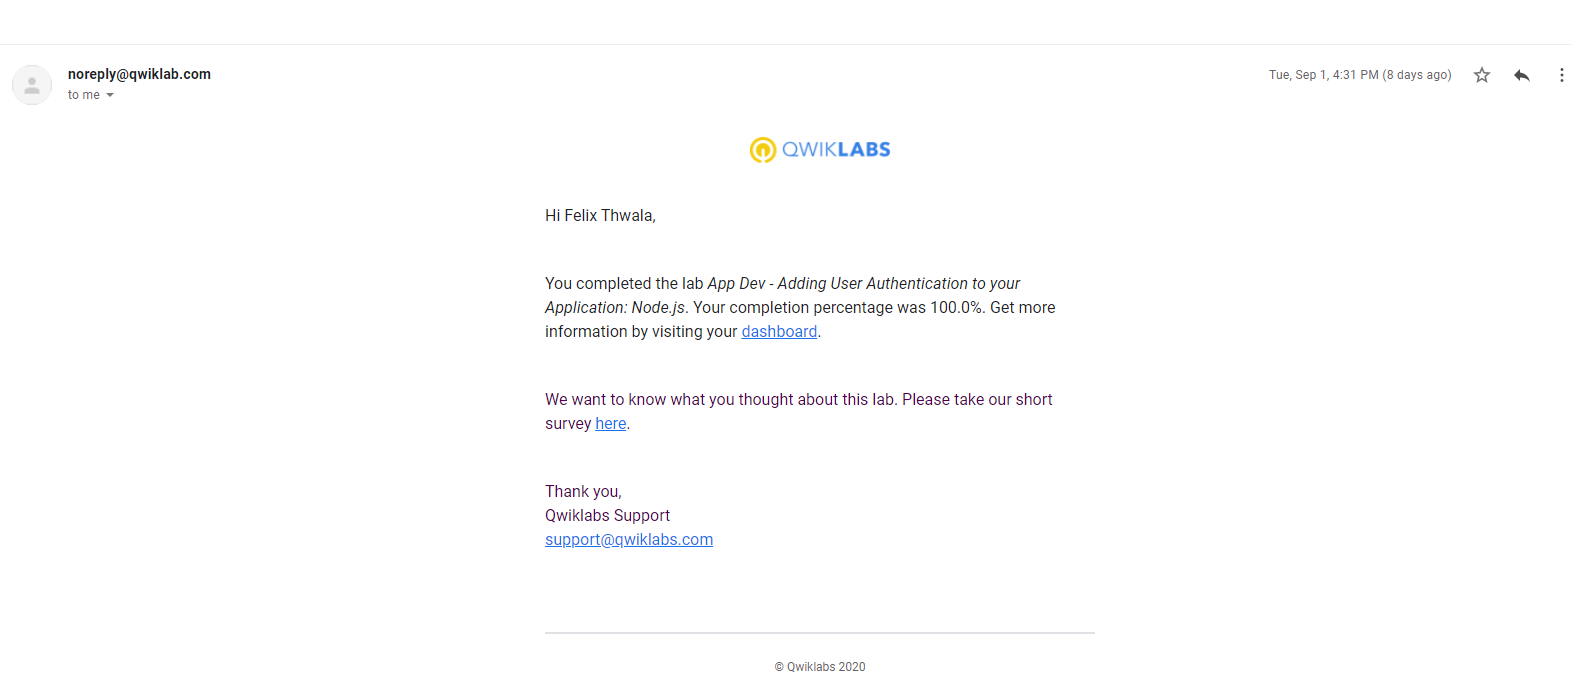 noreply@qwiklab.com
Tue, Sep 1, 4:31 PM (8 days ago)
to me
QWIKLABS
Hi Felix Thwala,
You completed the lab App Dev - Adding User Authentication to your
Application: Node.js. Your completion percentage was 100.0%. Get more
information by visiting your dashboard.
We want to know what you thought about this lab. Please take our short
survey here.
Thank you,
Qwiklabs Support
support@qwiklabs.com
© Qwiklabs 2020